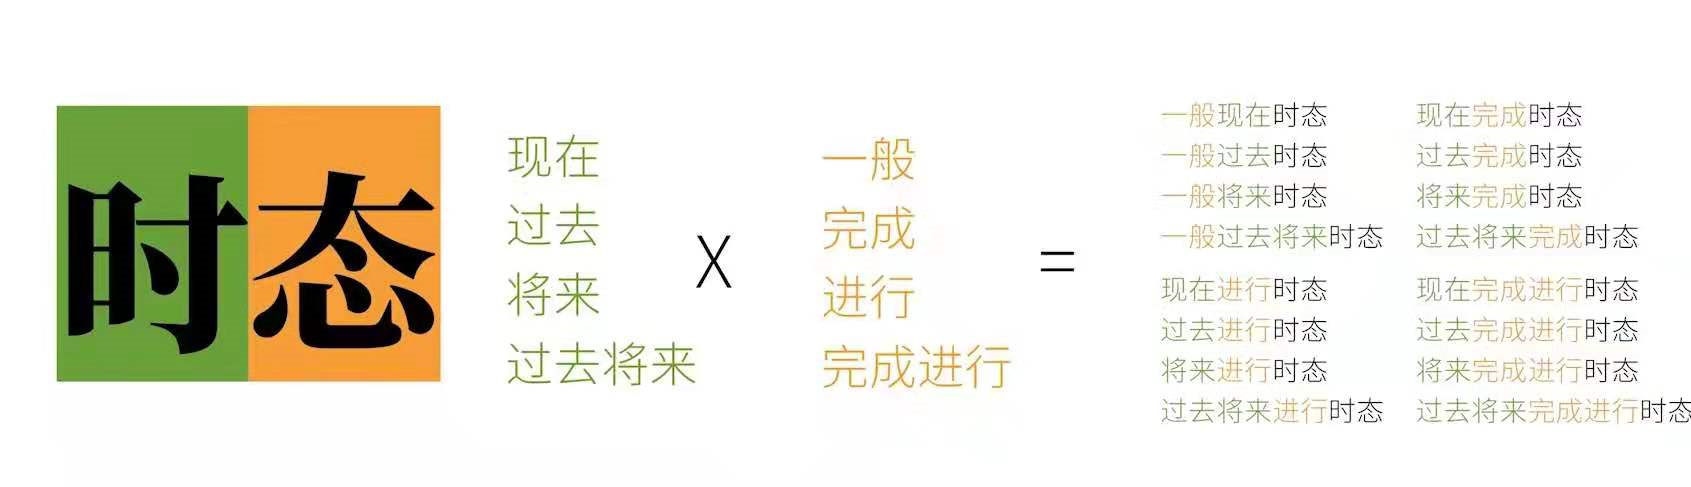 时态
现在
过去
将来
过去将来
X
一般
完成
进行
完成进行
=
一般现在时态
一般过去时态
一般将来时态
一般过去将来时态
现在完成时态
过去完成时态
将来完成时态
过去将来完成时态
现在进行时态
过去进行时态
将来进行时态
过去将来进行时态
现在完成进行时态
过去完成进行时态
将来完成进行时态
过去将来完成进行时态